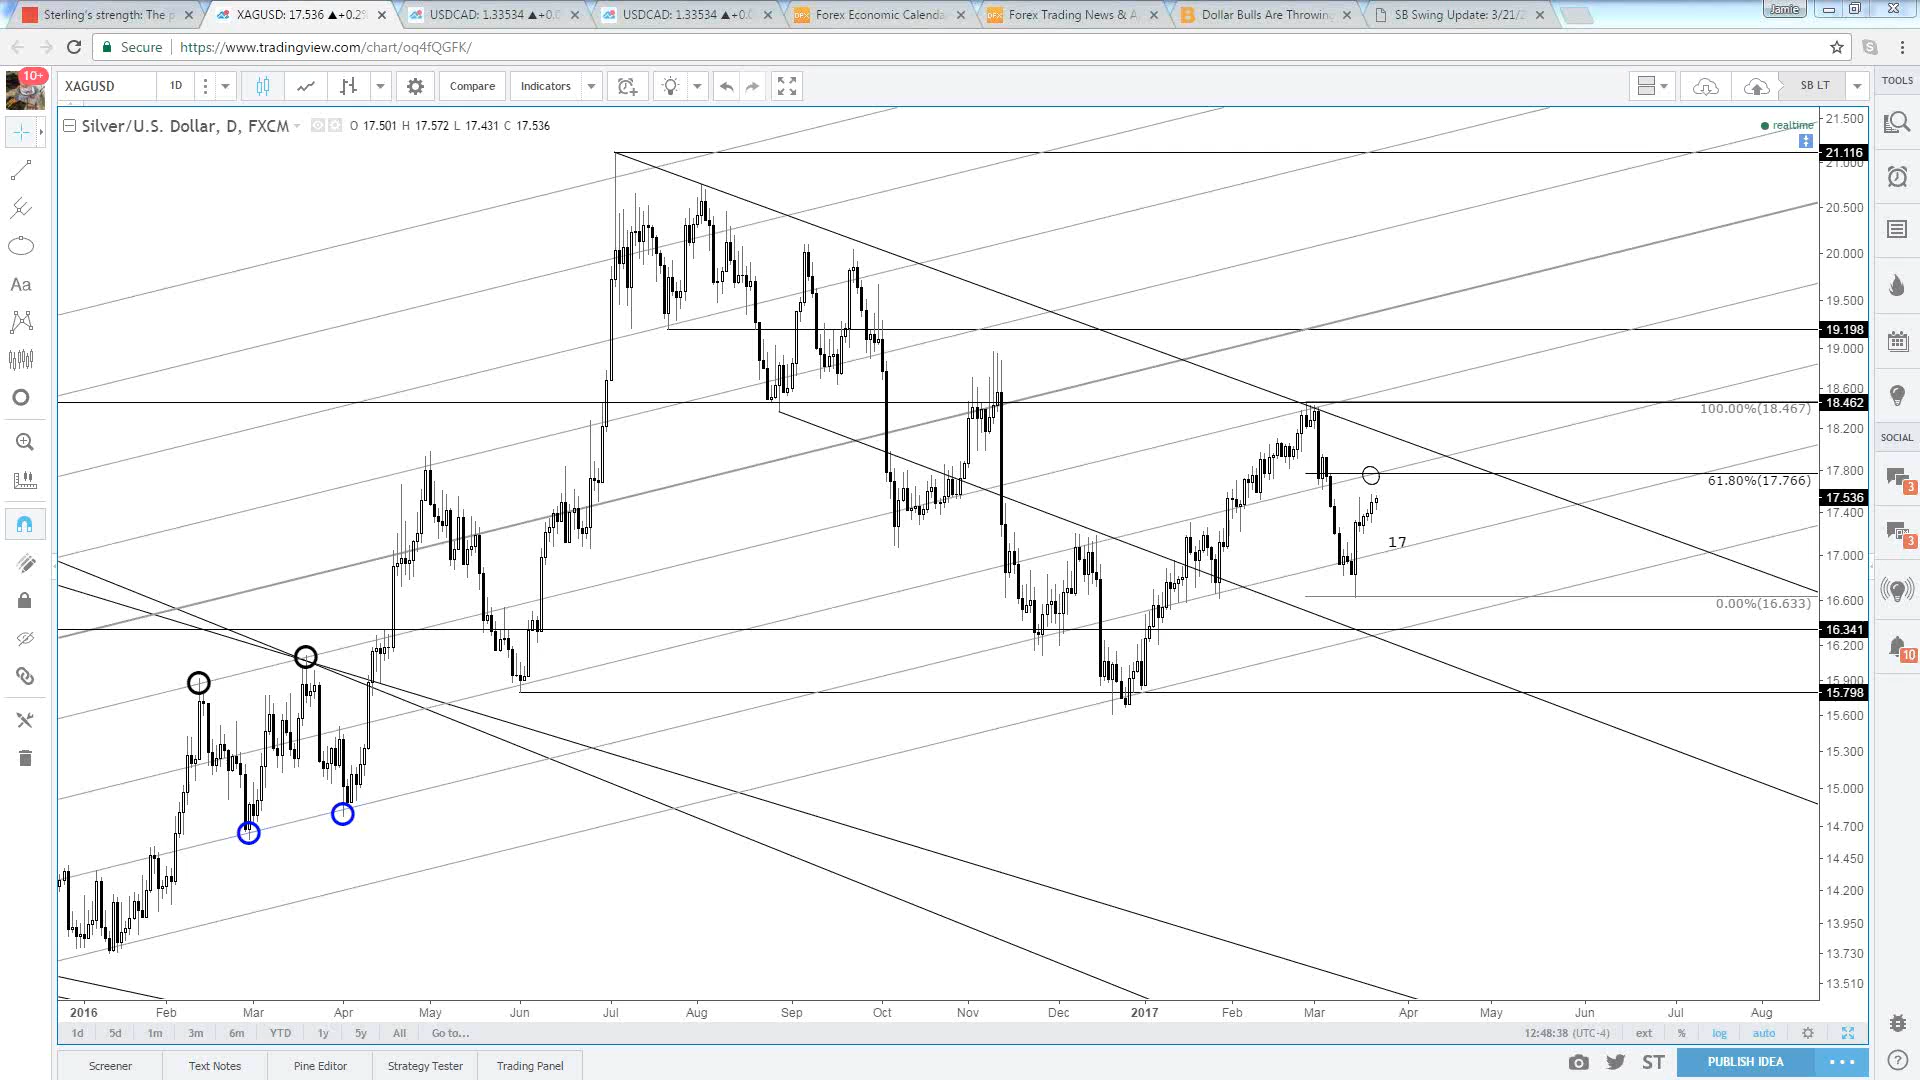 Sterling's strength: The p
XAGUSD: 17.536 ▲+0.2
USDCAD: 1.33534 ▲+0.
USDCAD: 1.33534 ▲+0.
Forex Economic Calenda
Forex Trading News & A
Dollar Bulls Are Throwing
SB Swing Update: 3/21/2
Jamie
Secure | https://www.tradingview.com/chart/oq4fQGFK/
10+
XAGUSD 1D Compare Indicators SB LT
TOOLS
Silver/U.S. Dollar, D, FXCM O 17.501 H 17.572 L 17.431 C 17.536
realtime
21.500
21.116
21.000
20.500
20.000
19.500
19.198
19.000
18.600
18.462
100.00%(18.467)
18.200
17.800
61.80%(17.766)
17.536
17.400
17
17.000
16.600
0.00%(16.633)
16.341
16.200
15.900
15.798
15.600
15.300
15.000
14.700
14.450
14.200
13.950
13.730
13.510
Aa
SOCIAL
3
3
10
2016 Feb Mar Apr May Jun Jul Aug Sep Oct Nov Dec 2017 Feb Mar Apr May Jun Jul Aug
1d 5d 1m 3m 6m YTD 1y 5y All Go to... 12:48:38 (UTC-4) ext % log auto
Screener Text Notes Pine Editor Strategy Tester Trading Panel ST PUBLISH IDEA